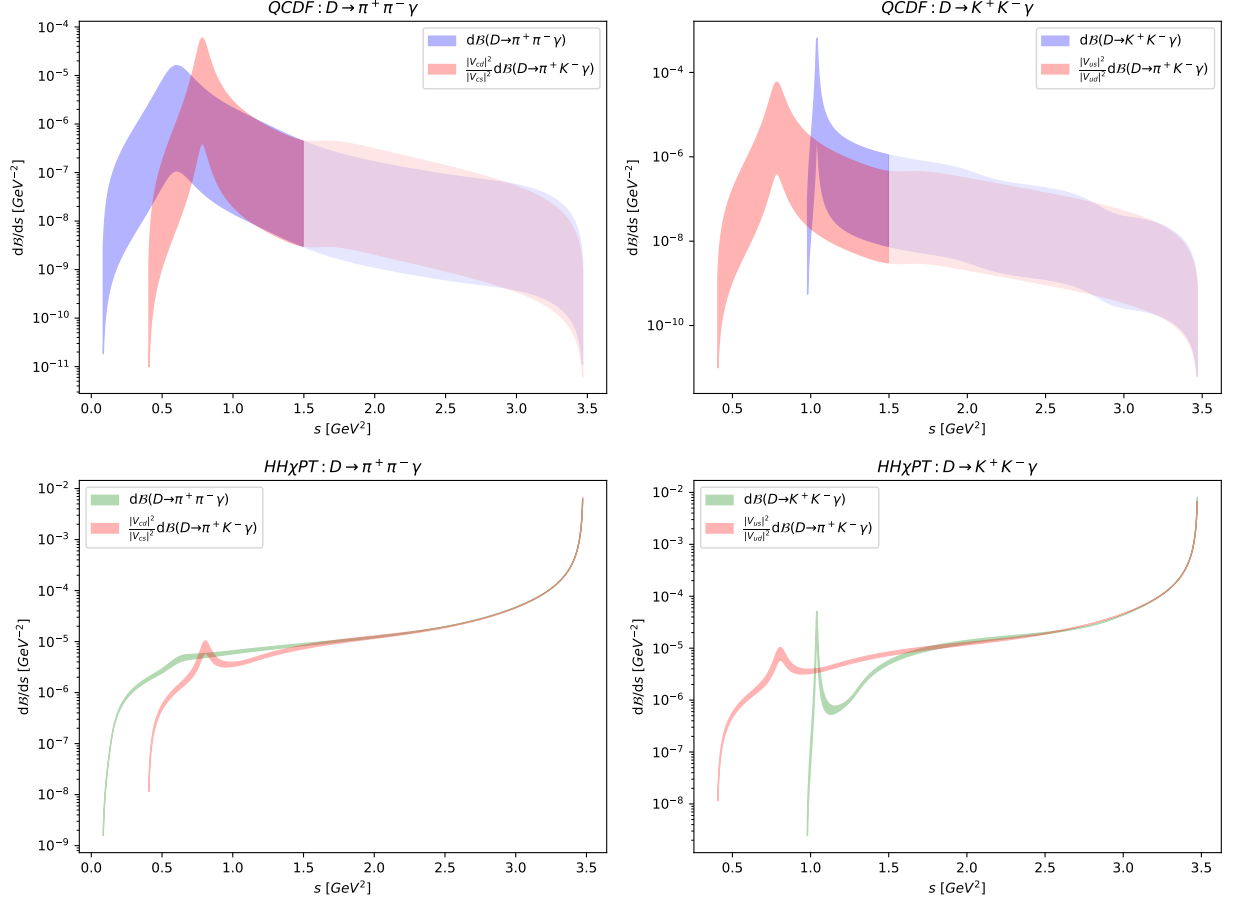 QCDF : D → π⁺ π⁻ γ
10⁻⁴
10⁻⁵
10⁻⁶
10⁻⁷
10⁻⁸
10⁻⁹
10⁻¹⁰
10⁻¹¹
dℬ/ds [GeV⁻²]
dℬ(D→π⁺π⁻γ)
|V_cd|²/|V_cs|² dℬ(D→π⁺K⁻γ)
0.0 0.5 1.0 1.5 2.0 2.5 3.0 3.5
s [GeV²]
QCDF : D → K⁺ K⁻ γ
10⁻⁴
10⁻⁶
10⁻⁸
10⁻¹⁰
dℬ/ds [GeV⁻²]
dℬ(D→K⁺K⁻γ)
|V_us|²/|V_ud|² dℬ(D→π⁺K⁻γ)
0.5 1.0 1.5 2.0 2.5 3.0 3.5
s [GeV²]
HHχPT : D → π⁺ π⁻ γ
10⁻²
10⁻³
10⁻⁴
10⁻⁵
10⁻⁶
10⁻⁷
10⁻⁸
10⁻⁹
dℬ/ds [GeV⁻²]
dℬ(D→π⁺π⁻γ)
|V_cd|²/|V_cs|² dℬ(D→π⁺K⁻γ)
0.0 0.5 1.0 1.5 2.0 2.5 3.0 3.5
s [GeV²]
HHχPT : D → K⁺ K⁻ γ
10⁻²
10⁻³
10⁻⁴
10⁻⁵
10⁻⁶
10⁻⁷
10⁻⁸
dℬ/ds [GeV⁻²]
dℬ(D→K⁺K⁻γ)
|V_us|²/|V_ud|² dℬ(D→π⁺K⁻γ)
0.5 1.0 1.5 2.0 2.5 3.0 3.5
s [GeV²]